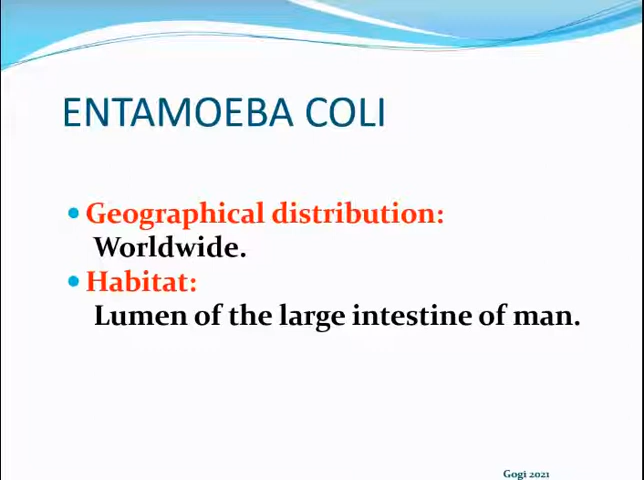 ENTAMOEBA COLI
Geographical distribution:
Worldwide.
Habitat:
Lumen of the large intestine of man.
Gogi 2021